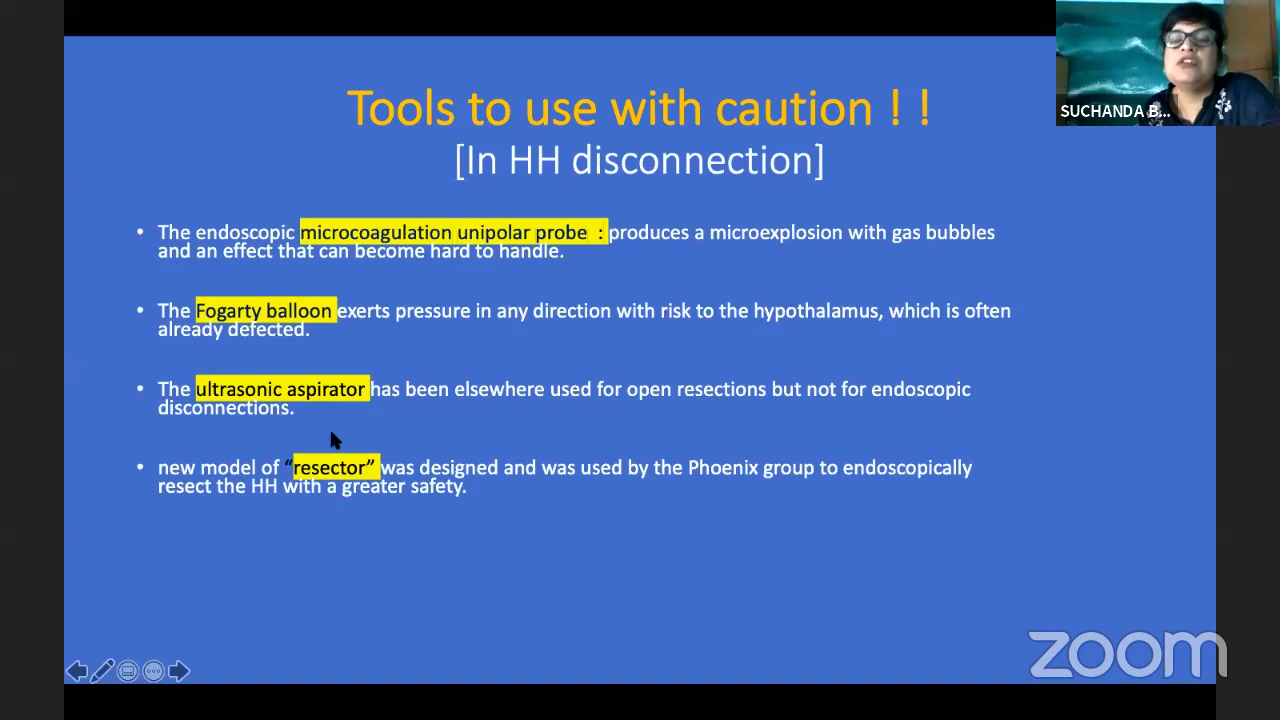 Tools to use with caution ! !
[In HH disconnection]
SUCHANDA B...
• The endoscopic microcoagulation unipolar probe : produces a microexplosion with gas bubbles
and an effect that can become hard to handle.
• The Fogarty balloon exerts pressure in any direction with risk to the hypothalamus, which is often
already defected.
• The ultrasonic aspirator has been elsewhere used for open resections but not for endoscopic
disconnections.
• new model of “resector” was designed and was used by the Phoenix group to endoscopically
resect the HH with a greater safety.
zoom